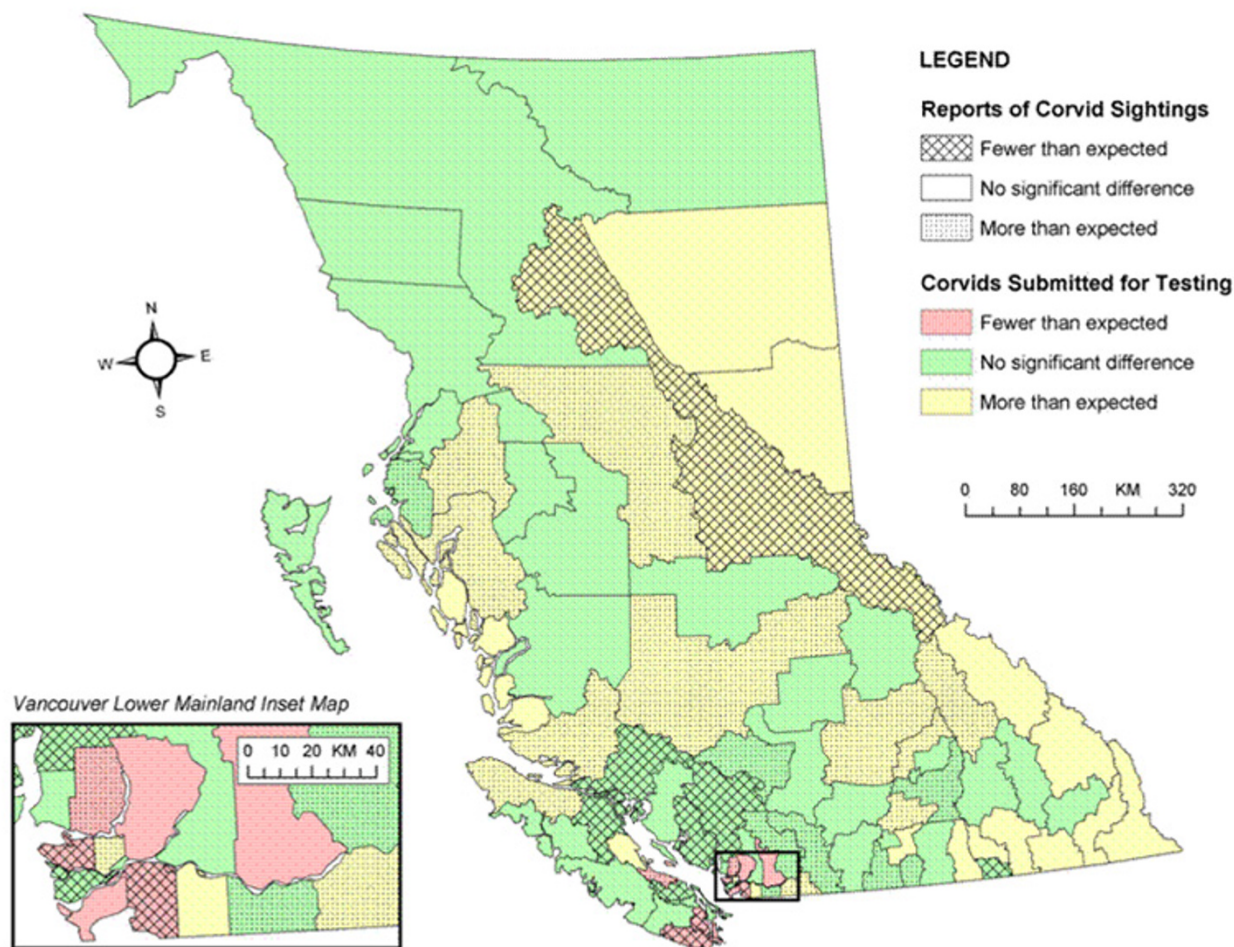 LEGEND
Reports of Corvid Sightings
Fewer than expected
No significant difference
More than expected
Corvids Submitted for Testing
Fewer than expected
No significant difference
More than expected
N
W E
S
0 80 160 KM 320
Vancouver Lower Mainland Inset Map
0 10 20 KM 40